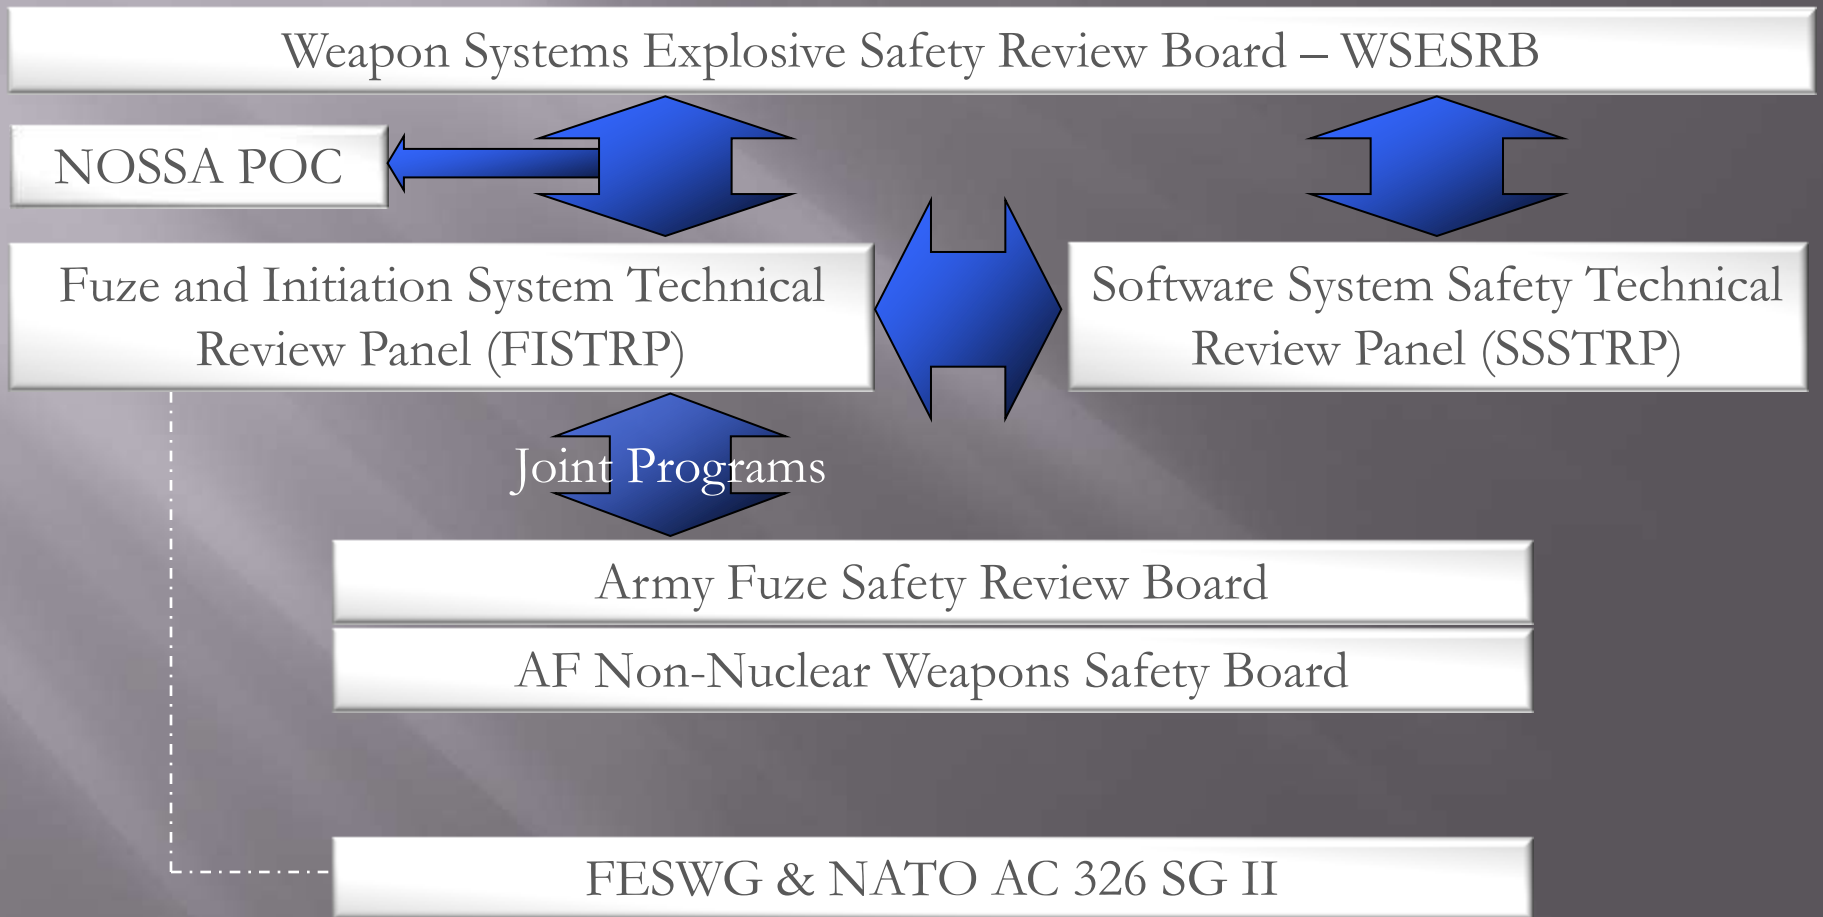 Weapon Systems Explosive Safety Review Board – WSESRB
NOSSA POC
Fuze and Initiation System Technical
Review Panel (FISTRP)
Software System Safety Technical
Review Panel (SSSTRP)
Joint Programs
Army Fuze Safety Review Board
AF Non-Nuclear Weapons Safety Board
FESWG & NATO AC 326 SG II